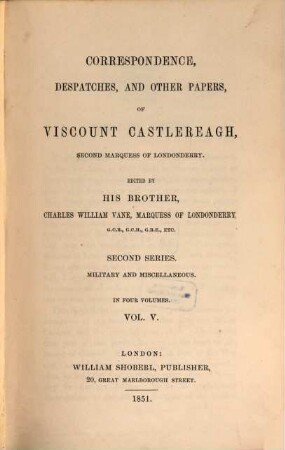 CORRESPONDENCE,
DESPATCHES, AND OTHER PAPERS,
OF
VISCOUNT CASTLEREAGH,
SECOND MARQUESS OF LONDONDERRY.
EDITED BY
HIS BROTHER,
CHARLES WILLIAM VANE, MARQUESS OF LONDONDERRY,
G.C.B., G.C.H., G.B.E., ETC.
SECOND SERIES.
MILITARY AND MISCELLANEOUS.
IN FOUR VOLUMES.
VOL. V.
LONDON:
WILLIAM SHOBERL, PUBLISHER,
20, GREAT MARLBOROUGH STREET.
1851.